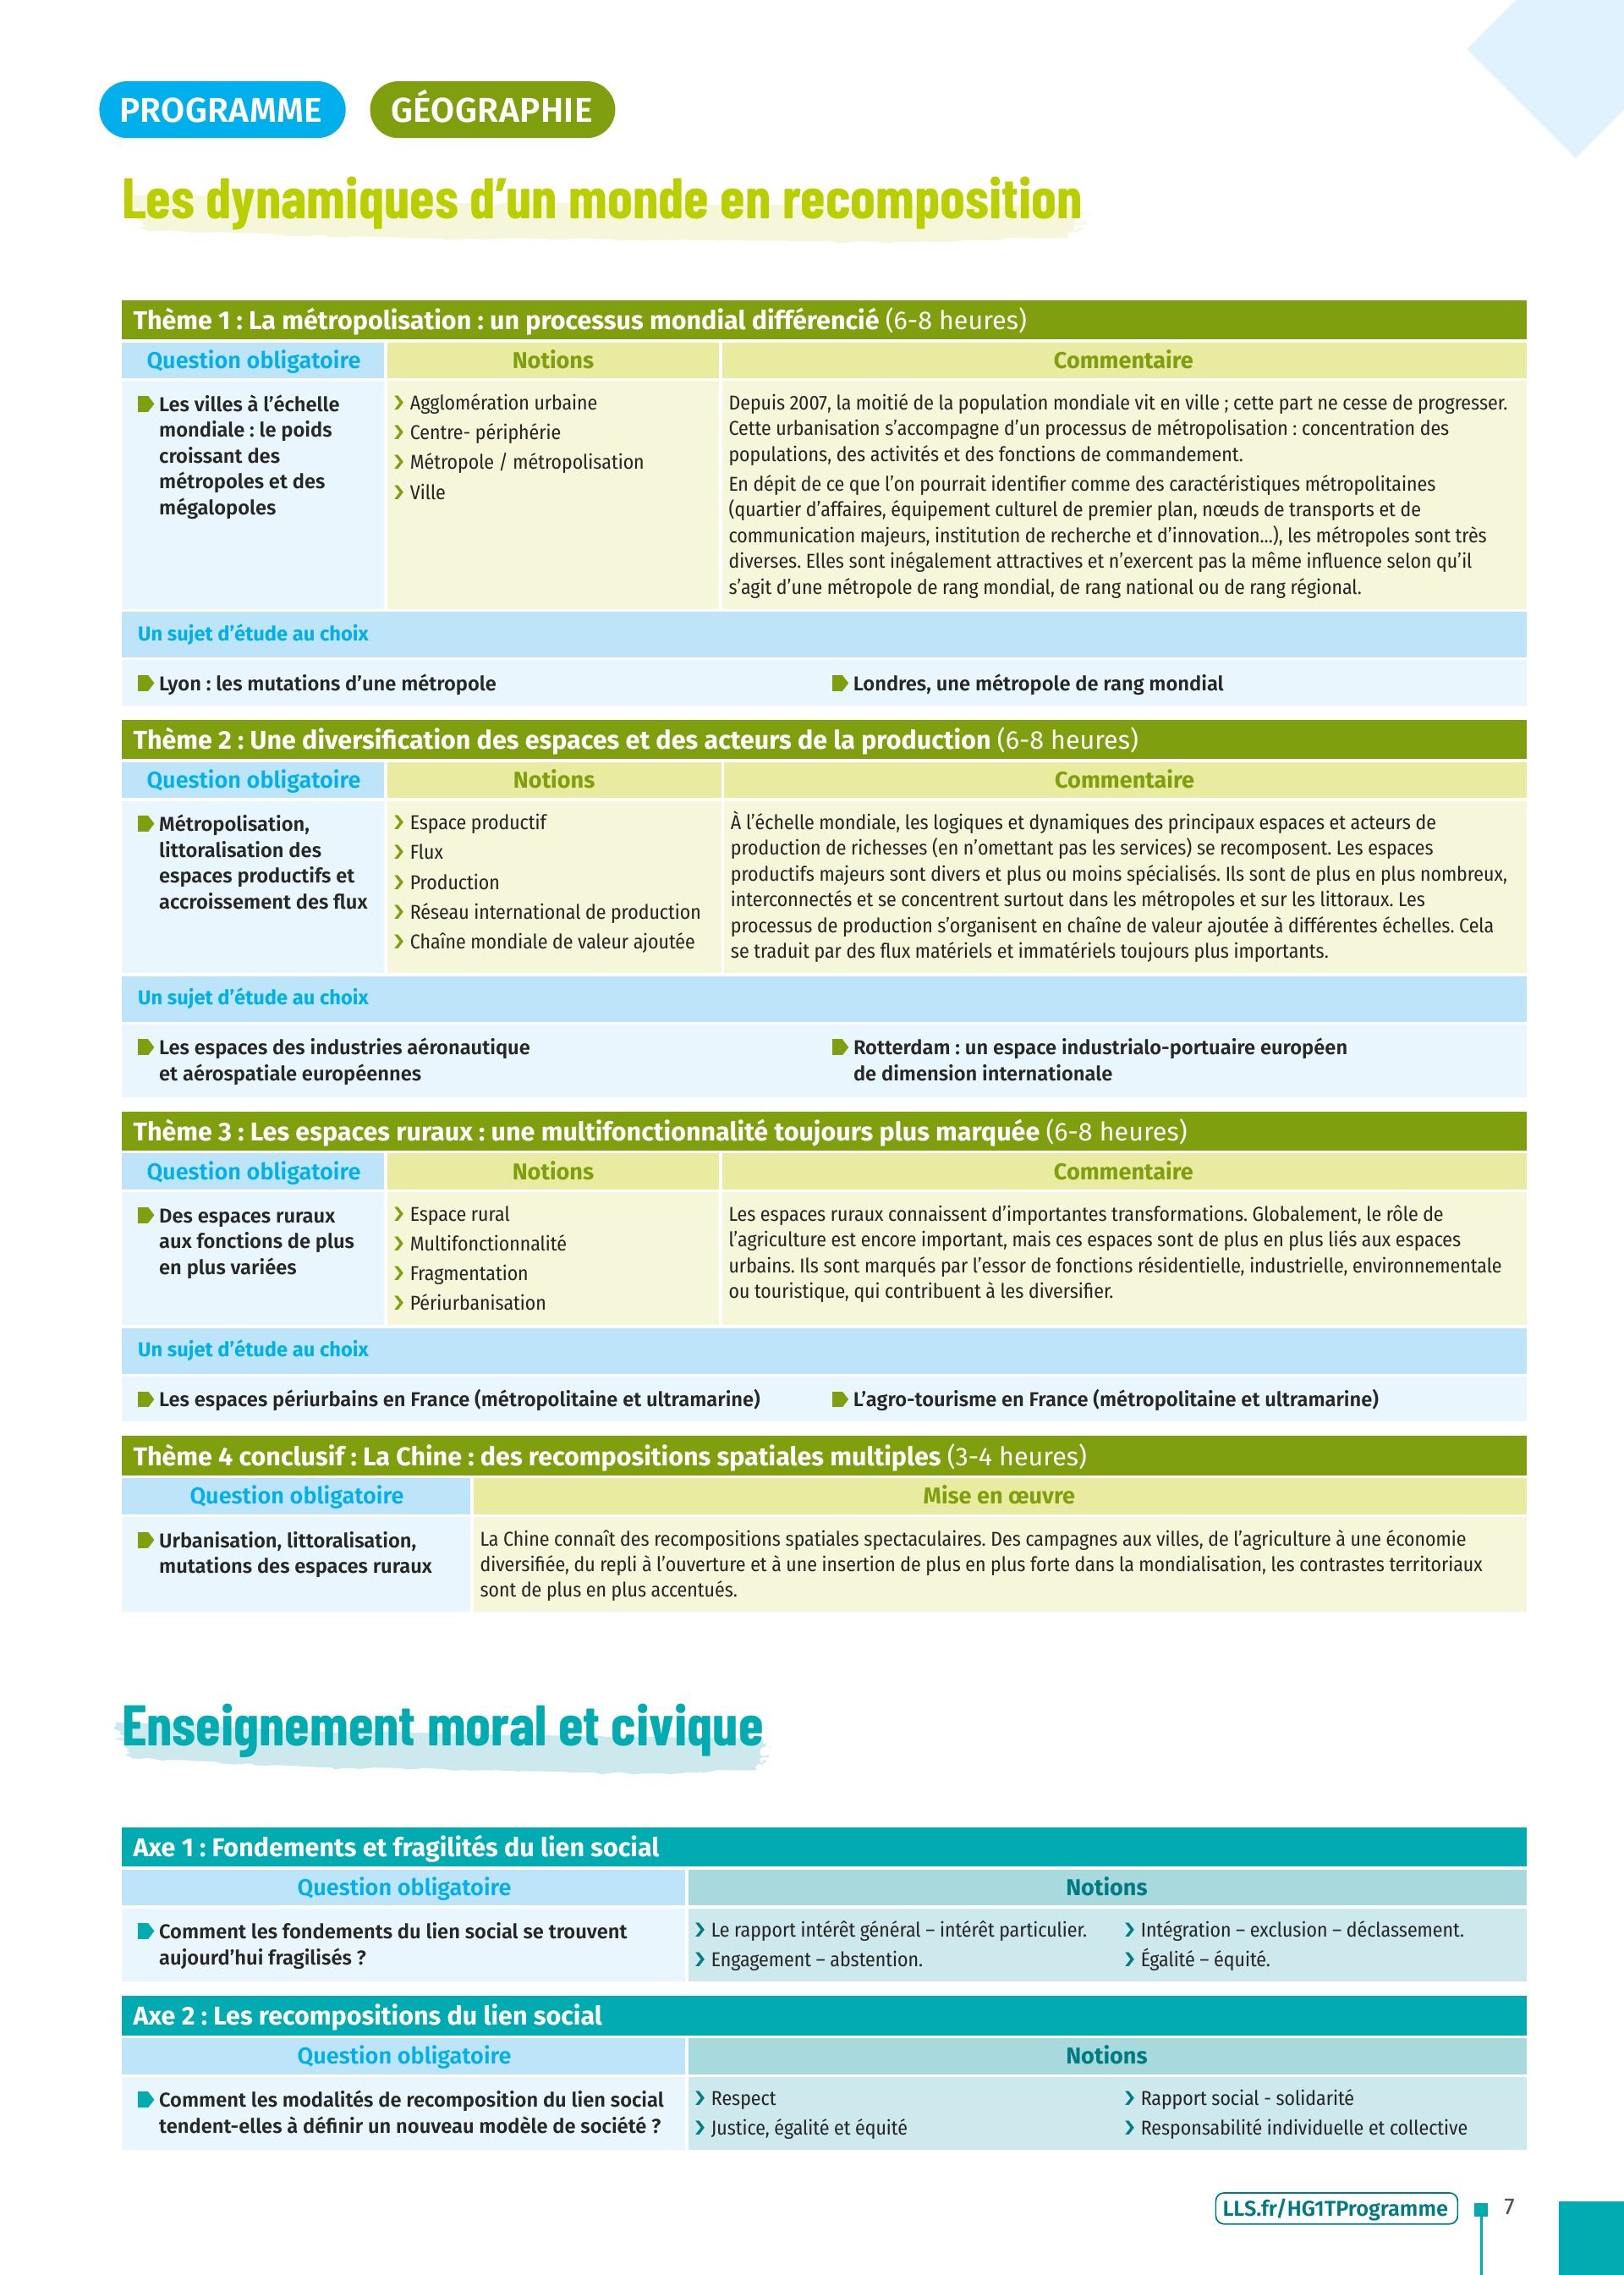 PROGRAMME
GÉOGRAPHIE
Les dynamiques d’un monde en recomposition
Thème 1 : La métropolisation : un processus mondial différencié (6-8 heures)
Question obligatoire
Notions
Commentaire
Les villes à l’échelle
mondiale : le poids
croissant des
métropoles et des
mégalopoles
Agglomération urbaine
Centre- périphérie
Métropole / métropolisation
Ville
Depuis 2007, la moitié de la population mondiale vit en ville ; cette part ne cesse de progresser.
Cette urbanisation s’accompagne d’un processus de métropolisation : concentration des
populations, des activités et des fonctions de commandement.
En dépit de ce que l’on pourrait identifier comme des caractéristiques métropolitaines
(quartier d’affaires, équipement culturel de premier plan, nœuds de transports et de
communication majeurs, institution de recherche et d’innovation…), les métropoles sont très
diverses. Elles sont inégalement attractives et n’exercent pas la même influence selon qu’il
s’agit d’une métropole de rang mondial, de rang national ou de rang régional.
Un sujet d’étude au choix
Lyon : les mutations d’une métropole
Londres, une métropole de rang mondial
Thème 2 : Une diversification des espaces et des acteurs de la production (6-8 heures)
Question obligatoire
Notions
Commentaire
Métropolisation,
littoralisation des
espaces productifs et
accroissement des flux
Espace productif
Flux
Production
Réseau international de production
Chaîne mondiale de valeur ajoutée
À l’échelle mondiale, les logiques et dynamiques des principaux espaces et acteurs de
production de richesses (en n’omettant pas les services) se recomposent. Les espaces
productifs majeurs sont divers et plus ou moins spécialisés. Ils sont de plus en plus nombreux,
interconnectés et se concentrent surtout dans les métropoles et sur les littoraux. Les
processus de production s’organisent en chaîne de valeur ajoutée à différentes échelles. Cela
se traduit par des flux matériels et immatériels toujours plus importants.
Un sujet d’étude au choix
Les espaces des industries aéronautique
et aérospatiale européennes
Rotterdam : un espace industrialo-portuaire européen
de dimension internationale
Thème 3 : Les espaces ruraux : une multifonctionnalité toujours plus marquée (6-8 heures)
Question obligatoire
Notions
Commentaire
Des espaces ruraux
aux fonctions de plus
en plus variées
Espace rural
Multifonctionnalité
Fragmentation
Périurbanisation
Les espaces ruraux connaissent d’importantes transformations. Globalement, le rôle de
l’agriculture est encore important, mais ces espaces sont de plus en plus liés aux espaces
urbains. Ils sont marqués par l’essor de fonctions résidentielle, industrielle, environnementale
ou touristique, qui contribuent à les diversifier.
Un sujet d’étude au choix
Les espaces périurbains en France (métropolitaine et ultramarine)
L’agro-tourisme en France (métropolitaine et ultramarine)
Thème 4 conclusif : La Chine : des recompositions spatiales multiples (3-4 heures)
Question obligatoire
Mise en œuvre
Urbanisation, littoralisation,
mutations des espaces ruraux
La Chine connaît des recompositions spatiales spectaculaires. Des campagnes aux villes, de l’agriculture à une économie
diversifiée, du repli à l’ouverture et à une insertion de plus en plus forte dans la mondialisation, les contrastes territoriaux
sont de plus en plus accentués.
Enseignement moral et civique
Axe 1 : Fondements et fragilités du lien social
Question obligatoire
Notions
Comment les fondements du lien social se trouvent
aujourd’hui fragilisés ?
Le rapport intérêt général – intérêt particulier.
Engagement – abstention.
Intégration – exclusion – déclassement.
Égalité – équité.
Axe 2 : Les recompositions du lien social
Question obligatoire
Notions
Comment les modalités de recomposition du lien social
tendent-elles à définir un nouveau modèle de société ?
Respect
Justice, égalité et équité
Rapport social - solidarité
Responsabilité individuelle et collective
LLS.fr/HG1TProgramme
7